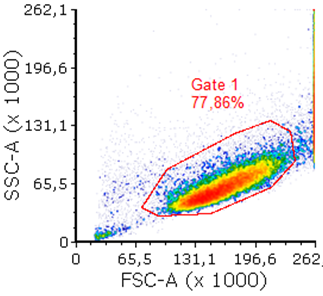 262,1
196,6
Gate 1
77,86%
131,1
65,5
0
SSC-A (x 1000)
0 65,5 131,1 196,6 262,
FSC-A (x 1000)